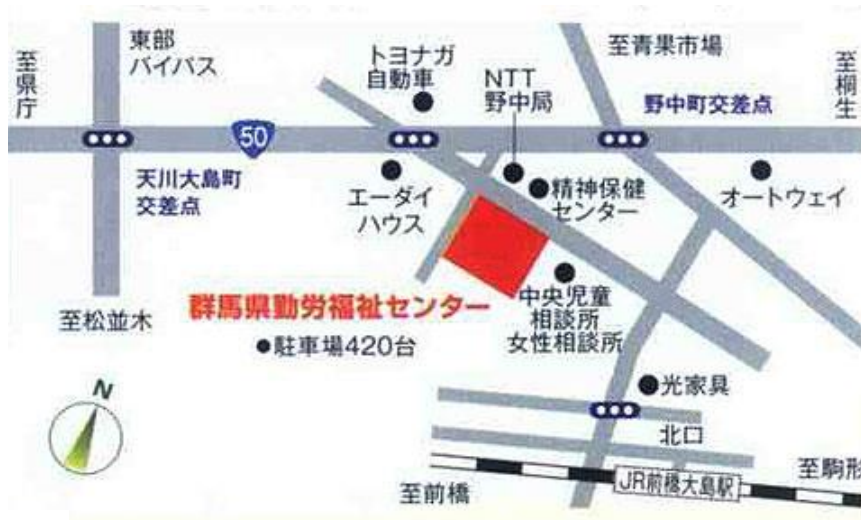 至県庁
東部
バイパス
トヨナガ
自動車
NTT
野中局
至青果市場
野中町交差点
至桐生
50
天川大島町
交差点
エーダイ
ハウス
精神保健
センター
オートウェイ
至松並木
群馬県勤労福祉センター
●駐車場420台
中央児童
相談所
女性相談所
光家具
N
北口
至前橋
JR前橋大島駅
至駒形